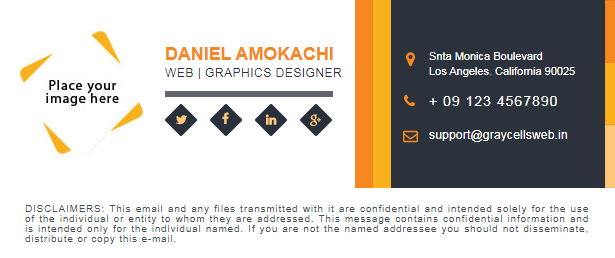 Place your
image here
DANIEL AMOKACHI
WEB | GRAPHICS DESIGNER
Snta Monica Boulevard
Los Angeles. California 90025
+ 09 123 4567890
support@graycellsweb.in
DISCLAIMERS: This email and any files transmitted with it are confidential and intended solely for the use
of the individual or entity to whom they are addressed. This message contains confidential information and
is intended only for the individual named. If you are not the named addressee you should not disseminate,
distribute or copy this e-mail.